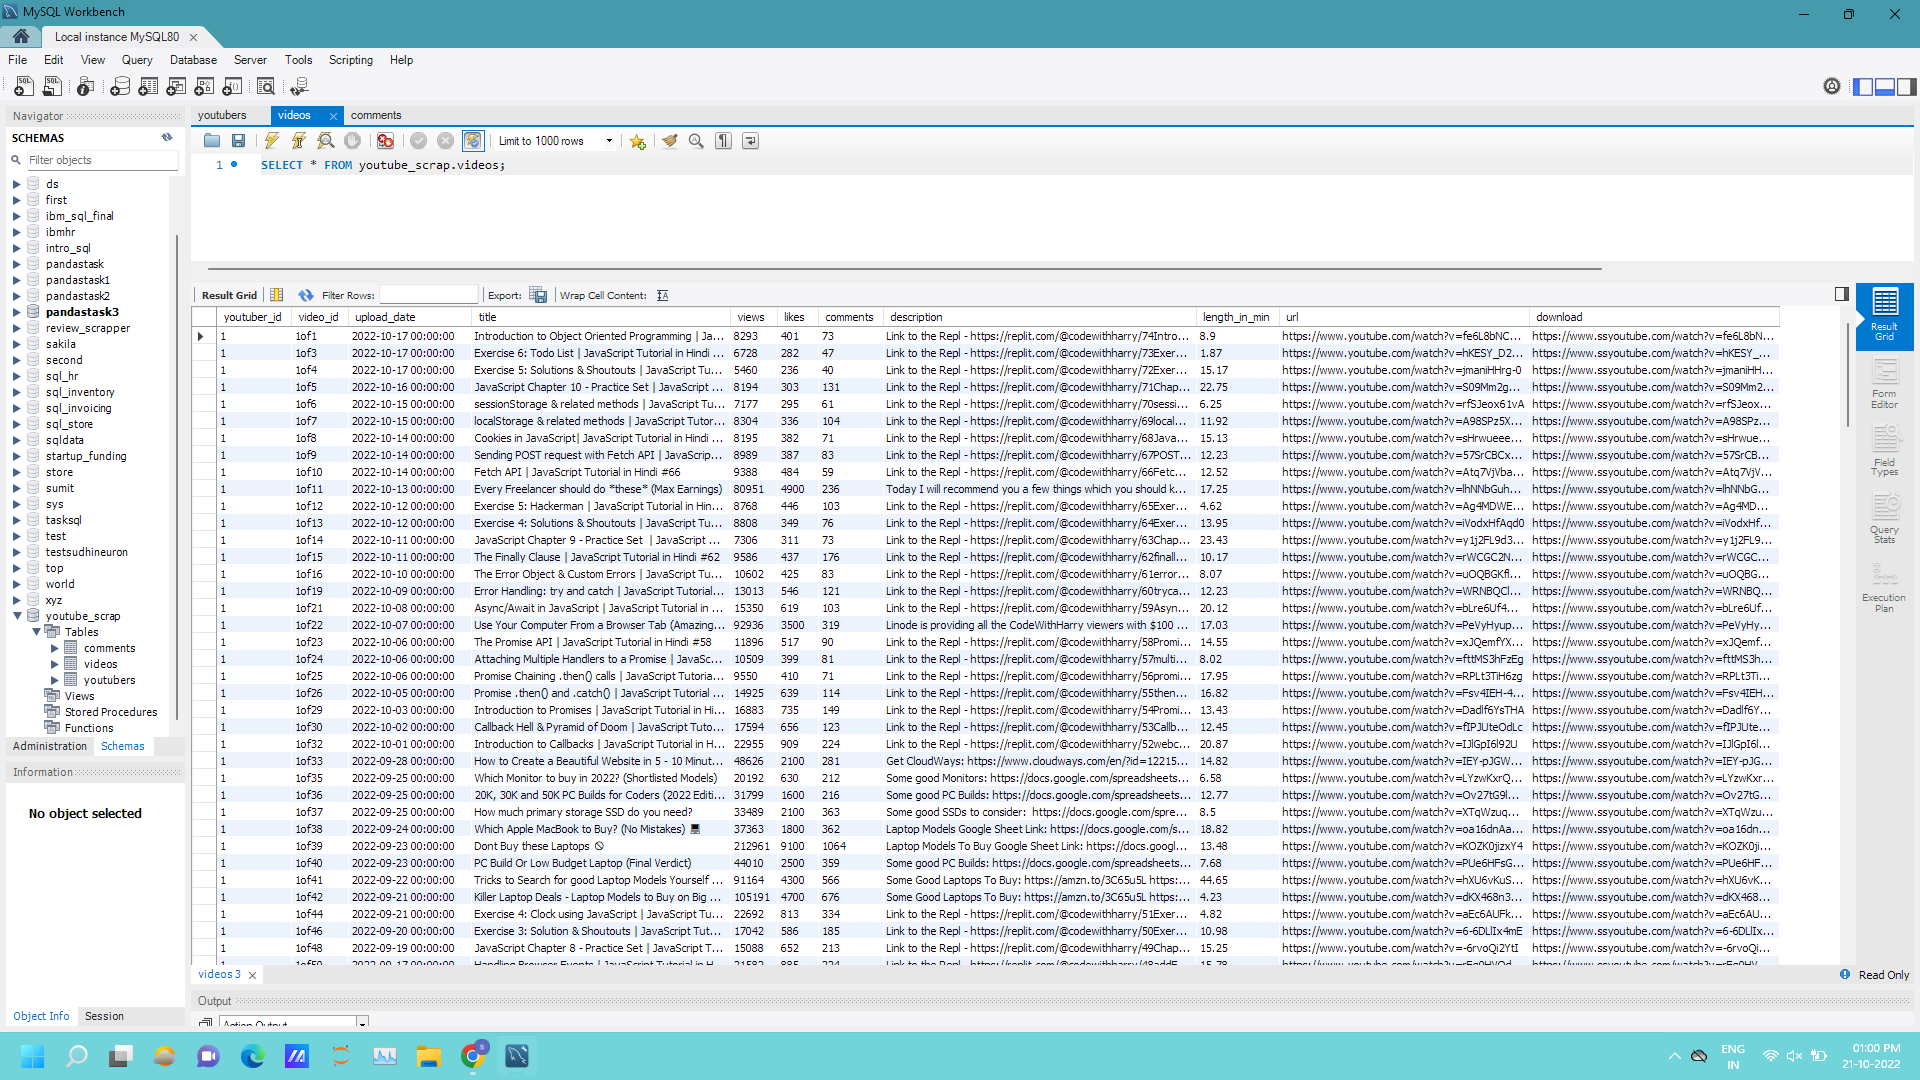 MySQL Workbench
Local instance MySQL80
File Edit View Query Database Server Tools Scripting Help
Navigator
SCHEMAS
Filter objects
ds
first
ibm_sql_final
ibmhr
intro_sql
pandastask
pandastask1
pandastask2
pandastask3
review_scrapper
sakila
second
sql_hr
sql_inventory
sql_invoicing
sql_store
sqldata
startup_funding
store
sumit
sys
tasksql
test
testsudhineuron
top
world
xyz
youtube_scrap
Tables
comments
videos
youtubers
Views
Stored Procedures
Functions
Administration Schemas
Information
No object selected
Object Info Session
youtubers videos comments
Limit to 1000 rows
1 SELECT * FROM youtube_scrap.videos;
Result Grid Filter Rows: Export: Wrap Cell Content:
youtuber_id video_id upload_date title views likes comments description length_in_min url download
1 1of1 2022-10-17 00:00:00 Introduction to Object Oriented Programming | Ja... 8293 401 73 Link to the Repl - https://replit.com/@codewithharry/74Intro... 8.9 https://www.youtube.com/watch?v=fe6L8bNC... https://www.ssyoutube.com/watch?v=fe6L8bN...
1 1of3 2022-10-17 00:00:00 Exercise 6: Todo List | JavaScript Tutorial in Hindi ... 6728 282 47 Link to the Repl - https://replit.com/@codewithharry/73Exer... 1.87 https://www.youtube.com/watch?v=hKESY_D2... https://www.ssyoutube.com/watch?v=hKESY_...
1 1of4 2022-10-17 00:00:00 Exercise 5: Solutions & Shoutouts | JavaScript Tu... 5460 236 40 Link to the Repl - https://replit.com/@codewithharry/72Exer... 15.17 https://www.youtube.com/watch?v=jmaniHHrg-0 https://www.ssyoutube.com/watch?v=jmaniHH...
1 1of5 2022-10-16 00:00:00 JavaScript Chapter 10 - Practice Set | JavaScript ... 8194 303 131 Link to the Repl - https://replit.com/@codewithharry/71Chap... 22.75 https://www.youtube.com/watch?v=S09Mm2g... https://www.ssyoutube.com/watch?v=S09Mm2...
1 1of6 2022-10-15 00:00:00 sessionStorage & related methods | JavaScript Tu... 7177 295 61 Link to the Repl - https://replit.com/@codewithharry/70sessi... 6.25 https://www.youtube.com/watch?v=rfSJeox61vA https://www.ssyoutube.com/watch?v=rfSJeox...
1 1of7 2022-10-15 00:00:00 localStorage & related methods | JavaScript Tutor... 8304 336 104 Link to the Repl - https://replit.com/@codewithharry/69local... 11.92 https://www.youtube.com/watch?v=A98SPz5X... https://www.ssyoutube.com/watch?v=A98SPz...
1 1of8 2022-10-14 00:00:00 Cookies in JavaScript| JavaScript Tutorial in Hindi ... 8195 382 71 Link to the Repl - https://replit.com/@codewithharry/68Java... 15.13 https://www.youtube.com/watch?v=sHrwueee... https://www.ssyoutube.com/watch?v=sHrwue...
1 1of9 2022-10-14 00:00:00 Sending POST request with Fetch API | JavaScrip... 8989 387 83 Link to the Repl - https://replit.com/@codewithharry/67POST... 12.23 https://www.youtube.com/watch?v=57SrCBCx... https://www.ssyoutube.com/watch?v=57SrCB...
1 1of10 2022-10-14 00:00:00 Fetch API | JavaScript Tutorial in Hindi #66 9388 484 59 Link to the Repl - https://replit.com/@codewithharry/66Fetc... 12.52 https://www.youtube.com/watch?v=Atq7VjVba... https://www.ssyoutube.com/watch?v=Atq7VjV...
1 1of11 2022-10-13 00:00:00 Every Freelancer should do *these* (Max Earnings) 80951 4900 236 Today I will recommend you a few things which you should k... 17.25 https://www.youtube.com/watch?v=lhNNbGuh... https://www.ssyoutube.com/watch?v=lhNNbG...
1 1of12 2022-10-12 00:00:00 Exercise 5: Hackerman | JavaScript Tutorial in Hin... 8768 446 103 Link to the Repl - https://replit.com/@codewithharry/65Exer... 4.62 https://www.youtube.com/watch?v=Ag4MDWE... https://www.ssyoutube.com/watch?v=Ag4MD...
1 1of13 2022-10-12 00:00:00 Exercise 4: Solutions & Shoutouts | JavaScript Tu... 8808 349 76 Link to the Repl - https://replit.com/@codewithharry/64Exer... 13.95 https://www.youtube.com/watch?v=iVodxHfAqd0 https://www.ssyoutube.com/watch?v=iVodxHf...
1 1of14 2022-10-11 00:00:00 JavaScript Chapter 9 - Practice Set | JavaScript ... 7306 311 73 Link to the Repl - https://replit.com/@codewithharry/63Chap... 23.43 https://www.youtube.com/watch?v=y1j2FL9d3... https://www.ssyoutube.com/watch?v=y1j2FL...
1 1of15 2022-10-11 00:00:00 The Finally Clause | JavaScript Tutorial in Hindi #62 9586 437 176 Link to the Repl - https://replit.com/@codewithharry/62finall... 10.17 https://www.youtube.com/watch?v=rWCGC2N... https://www.ssyoutube.com/watch?v=rWCGC...
1 1of16 2022-10-10 00:00:00 The Error Object & Custom Errors | JavaScript Tu... 10602 425 83 Link to the Repl - https://replit.com/@codewithharry/61error... 8.07 https://www.youtube.com/watch?v=uOQBGKfl... https://www.ssyoutube.com/watch?v=uOQBG...
1 1of19 2022-10-09 00:00:00 Error Handling: try and catch | JavaScript Tutorial... 13013 546 121 Link to the Repl - https://replit.com/@codewithharry/60tryca... 12.23 https://www.youtube.com/watch?v=WRNBQCl... https://www.ssyoutube.com/watch?v=WRNBQ...
1 1of21 2022-10-08 00:00:00 Async/Await in JavaScript | JavaScript Tutorial in ... 15350 619 103 Link to the Repl - https://replit.com/@codewithharry/59Asyn... 20.12 https://www.youtube.com/watch?v=bLre6Uf4... https://www.ssyoutube.com/watch?v=bLre6Uf...
1 1of22 2022-10-07 00:00:00 Use Your Computer From a Browser Tab (Amazing... 92936 3500 319 Linode is providing all the CodeWithHarry viewers with $100 ... 17.03 https://www.youtube.com/watch?v=PeVyHyup... https://www.ssyoutube.com/watch?v=PeVyHy...
1 1of23 2022-10-06 00:00:00 The Promise API | JavaScript Tutorial in Hindi #58 11896 517 90 Link to the Repl - https://replit.com/@codewithharry/58Promi... 14.55 https://www.youtube.com/watch?v=xJQemfYX... https://www.ssyoutube.com/watch?v=xJQemf...
1 1of24 2022-10-06 00:00:00 Attaching Multiple Handlers to a Promise | JavaSc... 10509 399 81 Link to the Repl - https://replit.com/@codewithharry/57multi... 8.02 https://www.youtube.com/watch?v=fttMS3hFzEg https://www.ssyoutube.com/watch?v=fttMS3h...
1 1of25 2022-10-06 00:00:00 Promise Chaining .then() calls | JavaScript Tutoria... 9550 410 71 Link to the Repl - https://replit.com/@codewithharry/56promi... 17.95 https://www.youtube.com/watch?v=RPLt3TiH6zg https://www.ssyoutube.com/watch?v=RPLt3Ti...
1 1of26 2022-10-05 00:00:00 Promise .then() and .catch() | JavaScript Tutorial ... 14925 639 114 Link to the Repl - https://replit.com/@codewithharry/55then... 16.82 https://www.youtube.com/watch?v=Fsv4IEH-4... https://www.ssyoutube.com/watch?v=Fsv4IEH...
1 1of29 2022-10-03 00:00:00 Introduction to Promises | JavaScript Tutorial in Hi... 16883 735 149 Link to the Repl - https://replit.com/@codewithharry/54Promi... 13.43 https://www.youtube.com/watch?v=Dadlf6YsTHA https://www.ssyoutube.com/watch?v=Dadlf6Y...
1 1of30 2022-10-02 00:00:00 Callback Hell & Pyramid of Doom | JavaScript Tuto... 17594 656 123 Link to the Repl - https://replit.com/@codewithharry/53Callb... 12.45 https://www.youtube.com/watch?v=fIPJUteOdLc https://www.ssyoutube.com/watch?v=fIPJUte...
1 1of32 2022-10-01 00:00:00 Introduction to Callbacks | JavaScript Tutorial in H... 22955 909 224 Link to the Repl - https://replit.com/@codewithharry/52webc... 20.87 https://www.youtube.com/watch?v=IJlGpI6l92U https://www.ssyoutube.com/watch?v=IJlGpI6l...
1 1of33 2022-09-28 00:00:00 How to Create a Beautiful Website in 5 - 10 Minut... 48626 2100 281 Get CloudWays: https://www.cloudways.com/en/?id=12215... 14.82 https://www.youtube.com/watch?v=IEY-pJGW... https://www.ssyoutube.com/watch?v=IEY-pJG...
1 1of35 2022-09-25 00:00:00 Which Monitor to buy in 2022? (Shortlisted Models) 20192 630 212 Some good Monitors: https://docs.google.com/spreadsheets... 6.58 https://www.youtube.com/watch?v=LYzwKxrQ... https://www.ssyoutube.com/watch?v=LYzwKxr...
1 1of36 2022-09-25 00:00:00 20K, 30K and 50K PC Builds for Coders (2022 Editi... 31799 1600 216 Some good PC Builds: https://docs.google.com/spreadsheets... 12.77 https://www.youtube.com/watch?v=Ov27tG9l... https://www.ssyoutube.com/watch?v=Ov27tG...
1 1of37 2022-09-25 00:00:00 How much primary storage SSD do you need? 33489 2100 363 Some good SSDs to consider: https://docs.google.com/spre... 8.5 https://www.youtube.com/watch?v=XTqWzuq... https://www.ssyoutube.com/watch?v=XTqWzu...
1 1of38 2022-09-24 00:00:00 Which Apple MacBook to Buy? (No Mistakes) 💻 37363 1800 362 Laptop Models Google Sheet Link: https://docs.google.com/s... 18.82 https://www.youtube.com/watch?v=oa16dnAa... https://www.ssyoutube.com/watch?v=oa16dn...
1 1of39 2022-09-23 00:00:00 Dont Buy these Laptops 🚫 212961 9100 1064 Laptop Models To Buy Google Sheet Link: https://docs.googl... 13.48 https://www.youtube.com/watch?v=KOZK0jizxY4 https://www.ssyoutube.com/watch?v=KOZK0ji...
1 1of40 2022-09-23 00:00:00 PC Build Or Low Budget Laptop (Final Verdict) 44010 2500 359 Some good PC Builds: https://docs.google.com/spreadsheets... 7.68 https://www.youtube.com/watch?v=PUe6HFsG... https://www.ssyoutube.com/watch?v=PUe6HF...
1 1of41 2022-09-22 00:00:00 Tricks to Search for good Laptop Models Yourself ... 91164 4300 566 Some Good Laptops To Buy: https://amzn.to/3C65u5L https:... 44.65 https://www.youtube.com/watch?v=hXU6vKuS... https://www.ssyoutube.com/watch?v=hXU6vK...
1 1of42 2022-09-21 00:00:00 Killer Laptop Deals - Laptop Models to Buy on Big ... 105191 4700 676 Some Good Laptops To Buy: https://amzn.to/3C65u5L https:... 4.23 https://www.youtube.com/watch?v=dKX468n3... https://www.ssyoutube.com/watch?v=dKX468...
1 1of44 2022-09-21 00:00:00 Exercise 4: Clock using JavaScript | JavaScript Tu... 22692 813 334 Link to the Repl - https://replit.com/@codewithharry/51Exer... 4.82 https://www.youtube.com/watch?v=aEc6AUFk... https://www.ssyoutube.com/watch?v=aEc6AU...
1 1of46 2022-09-20 00:00:00 Exercise 3: Solution & Shoutouts | JavaScript Tut... 17042 586 185 Link to the Repl - https://replit.com/@codewithharry/50Exer... 10.98 https://www.youtube.com/watch?v=6-6DLlIx4mE https://www.ssyoutube.com/watch?v=6-6DLlI...
1 1of48 2022-09-19 00:00:00 JavaScript Chapter 8 - Practice Set | JavaScript T... 15088 652 213 Link to the Repl - https://replit.com/@codewithharry/49Chap... 15.25 https://www.youtube.com/watch?v=-6rvoQi2YtI https://www.ssyoutube.com/watch?v=-6rvoQi...
Result Grid
Form Editor
Field Types
Query Stats
Execution Plan
videos 3
Read Only
Output
Action Output
ENG
IN
01:00 PM
21-10-2022